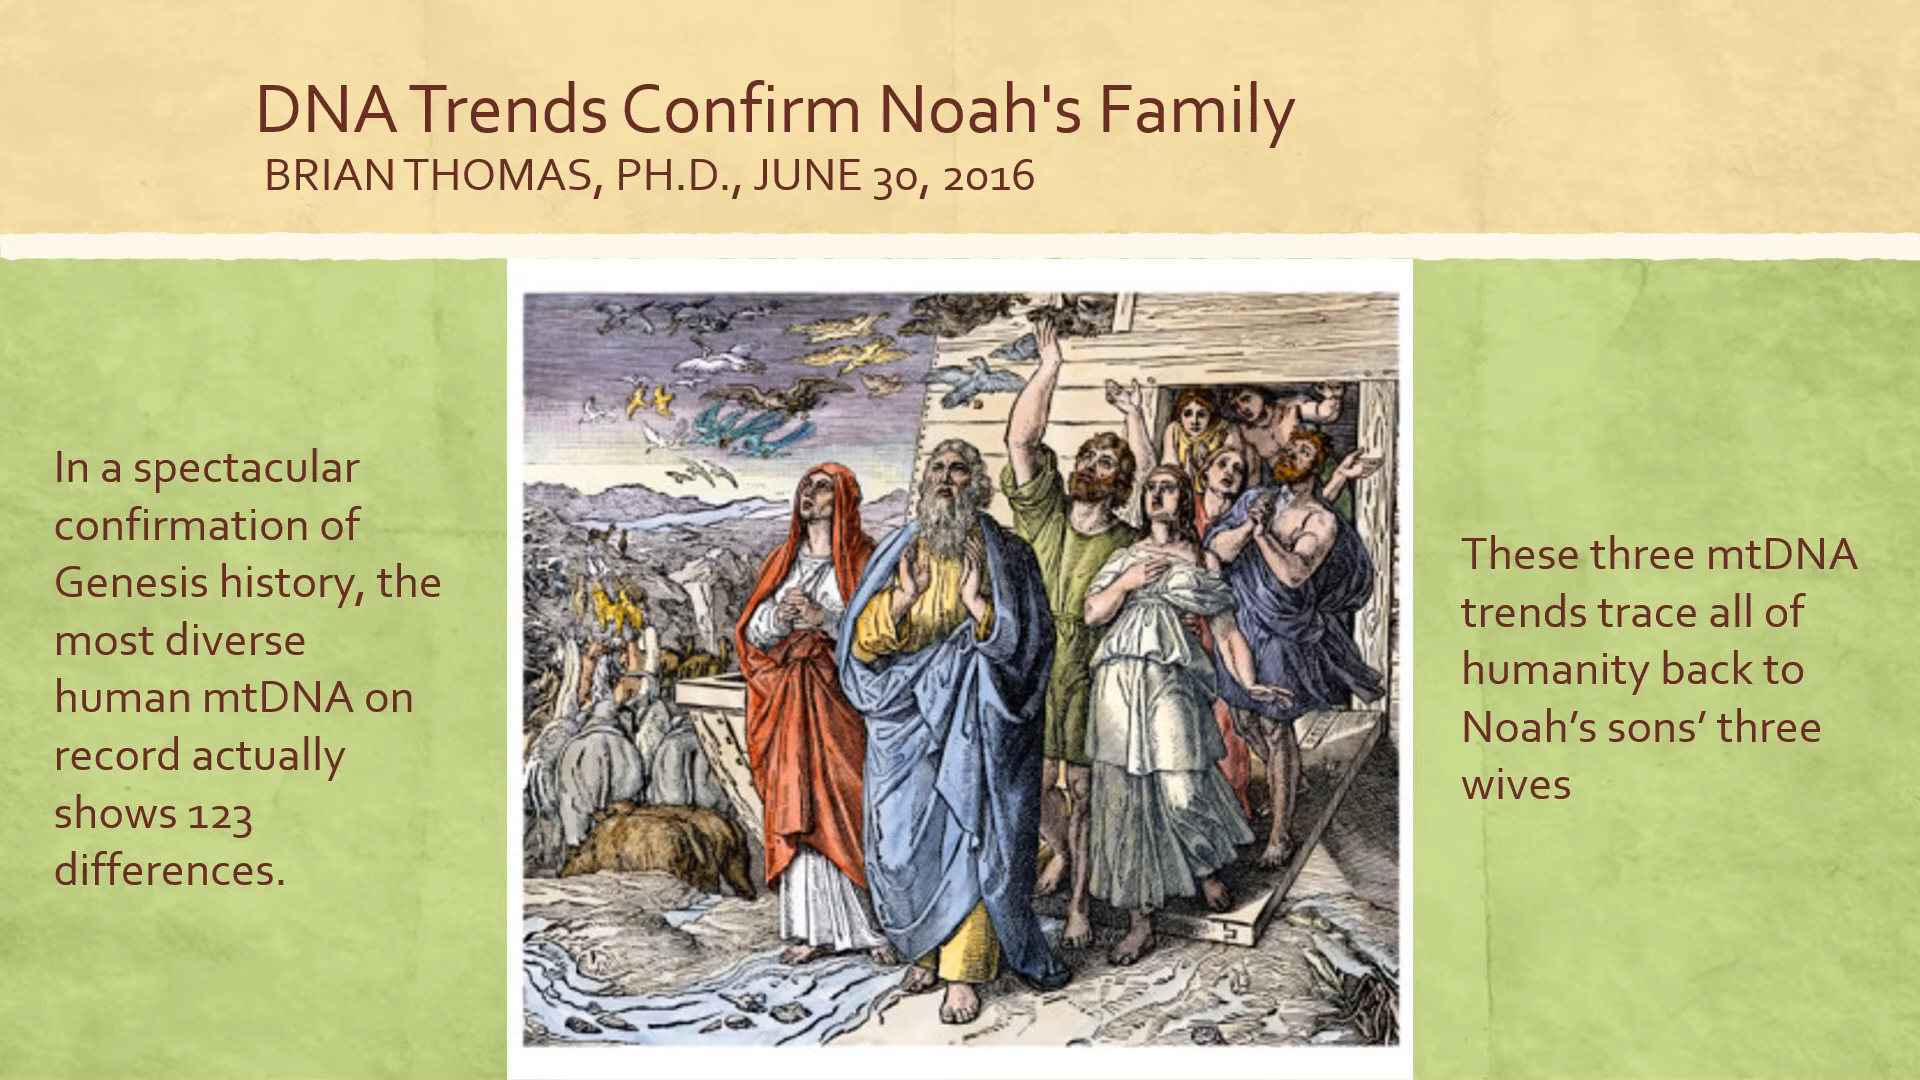 DNA Trends Confirm Noah's Family
BRIAN THOMAS, PH.D., JUNE 30, 2016
In a spectacular
confirmation of
Genesis history, the
most diverse
human mtDNA on
record actually
shows 123
differences.
These three mtDNA
trends trace all of
humanity back to
Noah’s sons’ three
wives